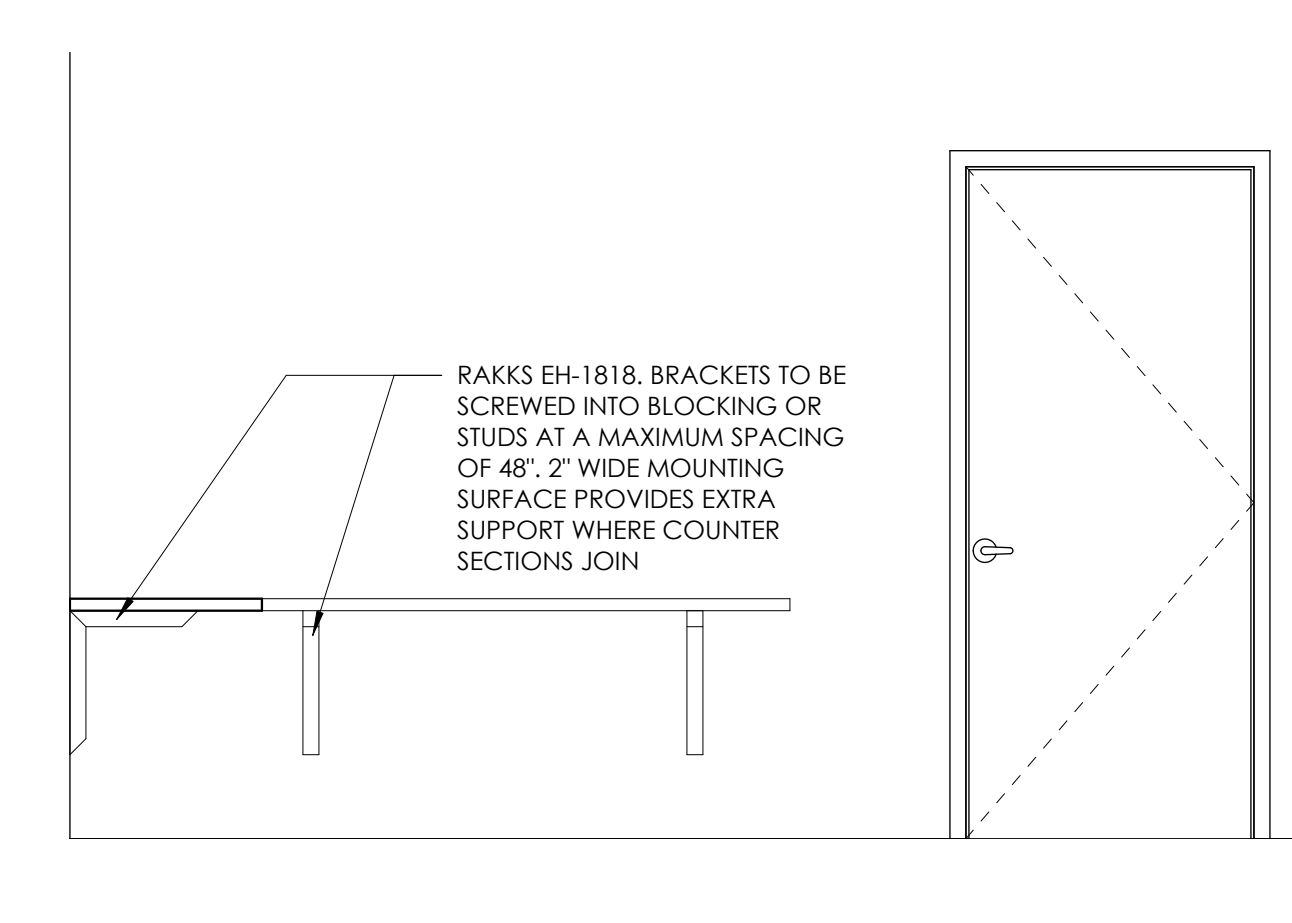 RAKKS EH-1818. BRACKETS TO BE
SCREWED INTO BLOCKING OR
STUDS AT A MAXIMUM SPACING
OF 48". 2" WIDE MOUNTING
SURFACE PROVIDES EXTRA
SUPPORT WHERE COUNTER
SECTIONS JOIN